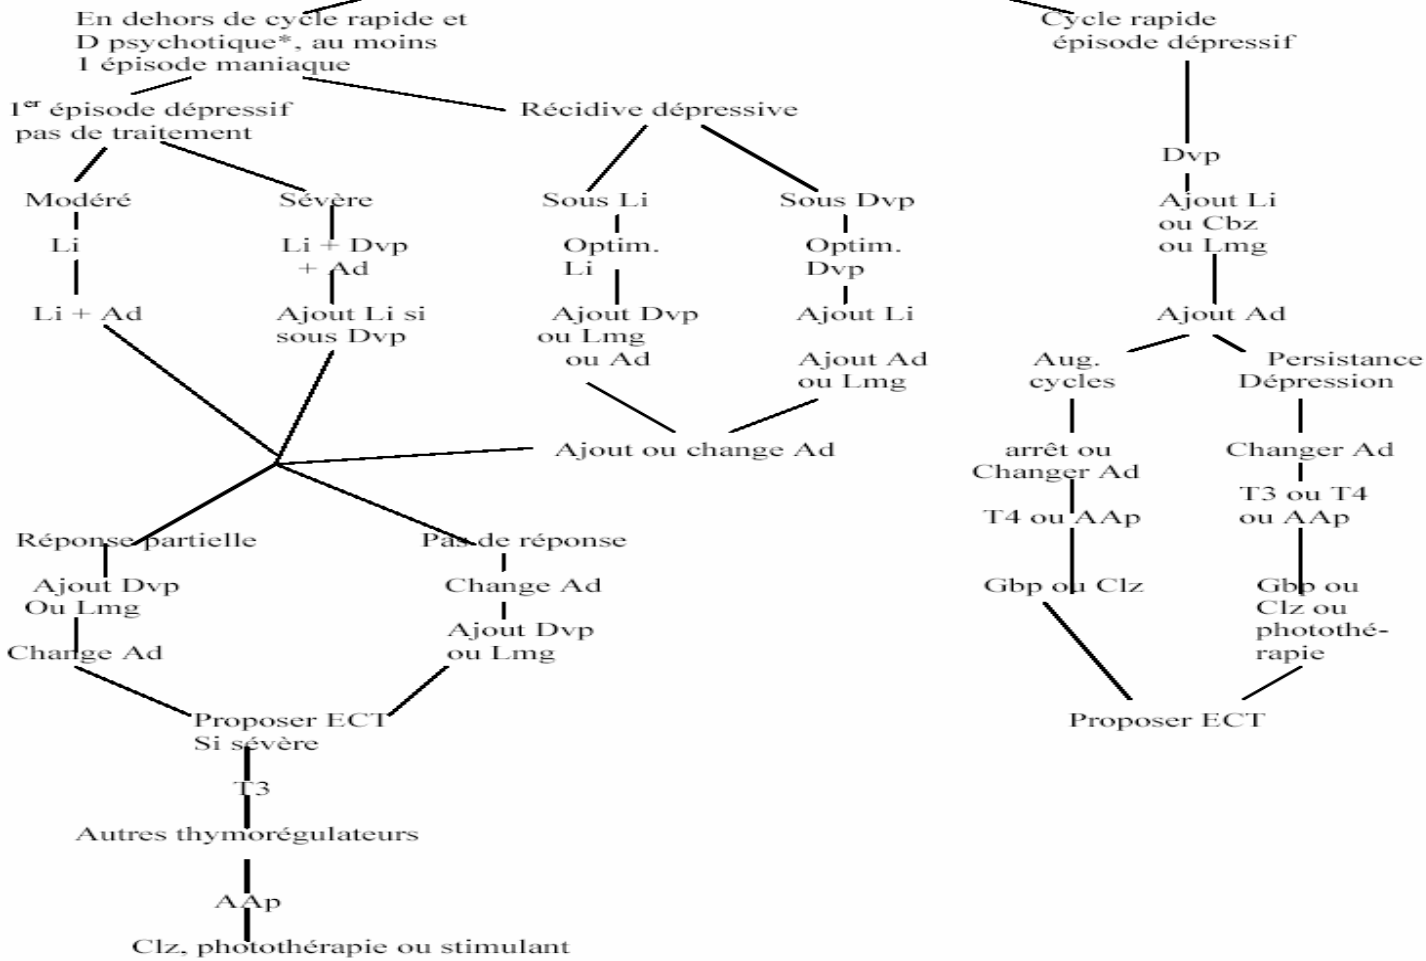 En dehors de cycle rapide et
D psychotique*, au moins
1 épisode maniaque
Cycle rapide
épisode dépressif
1er épisode dépressif
pas de traitement
Récidive dépressive
Modéré
Li
Li + Ad
Sévère
Li + Dvp
+ Ad
Ajout Li si
sous Dvp
Sous Li
Optim.
Li
Ajout Dvp
ou Lmg
ou Ad
Sous Dvp
Optim.
Dvp
Ajout Li
Ajout Ad
ou Lmg
Ajout ou change Ad
Réponse partielle
Ajout Dvp
Ou Lmg
Change Ad
Pas de réponse
Change Ad
Ajout Dvp
ou Lmg
Proposer ECT
Si sévère
T3
Autres thymorégulateurs
AAp
Clz, photothérapie ou stimulant
Dvp
Ajout Li
ou Cbz
ou Lmg
Ajout Ad
Aug.
cycles
arrêt ou
Changer Ad
T4 ou AAp
Gbp ou Clz
Persistance
Dépression
Changer Ad
T3 ou T4
ou AAp
Gbp ou
Clz ou
photothé-
rapie
Proposer ECT